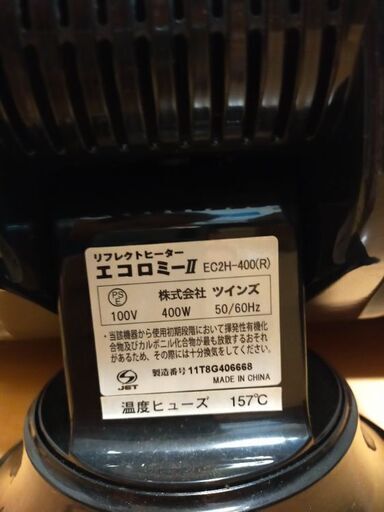 リフレクトヒーター
エコロミーⅡ EC2H-400(R)
PSE 株式会社 ツインズ
100V 400W 50/60Hz
・当該機器から使用初期段階において揮発性有機化
合物及びカルボニル化合物が最も放散するおそれ
があるため、その際には十分換気をしてください。
製造番号 11T8G406668
JET MADE IN CHINA
温度ヒューズ 157℃